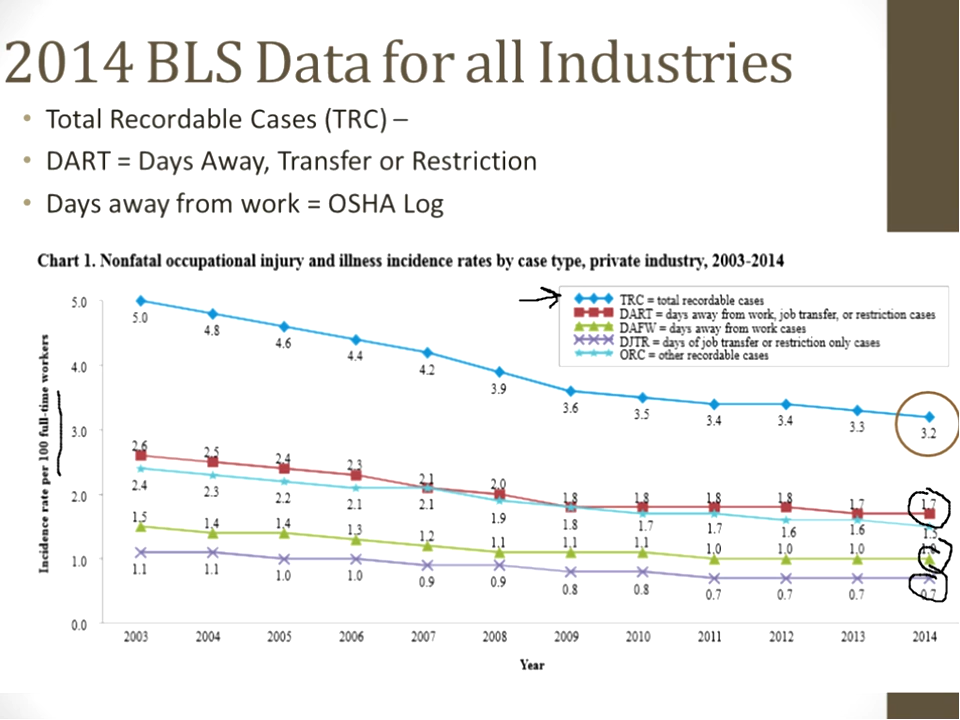 2014 BLS Data for all Industries
• Total Recordable Cases (TRC) –
• DART = Days Away, Transfer or Restriction
• Days away from work = OSHA Log
Chart 1. Nonfatal occupational injury and illness incidence rates by case type, private industry, 2003-2014
TRC = total recordable cases
DART = days away from work, job transfer, or restriction cases
DAFW = days away from work cases
DJTR = days of job transfer or restriction only cases
ORC = other recordable cases
Incidence rate per 100 full-time workers
5.0
4.0
3.0
2.0
1.0
0.0
5.0 4.8 4.6 4.4 4.2 3.9 3.6 3.5 3.4 3.4 3.3 3.2
2.6 2.5 2.4 2.3 2.1 2.0 1.8 1.8 1.8 1.8 1.7 1.7
2.4 2.3 2.2 2.1 2.1 1.9 1.8 1.7 1.7 1.6 1.6 1.5
1.5 1.4 1.4 1.3 1.2 1.1 1.1 1.1 1.0 1.0 1.0 1.0
1.1 1.1 1.0 1.0 0.9 0.9 0.8 0.8 0.7 0.7 0.7 0.7
2003 2004 2005 2006 2007 2008 2009 2010 2011 2012 2013 2014
Year